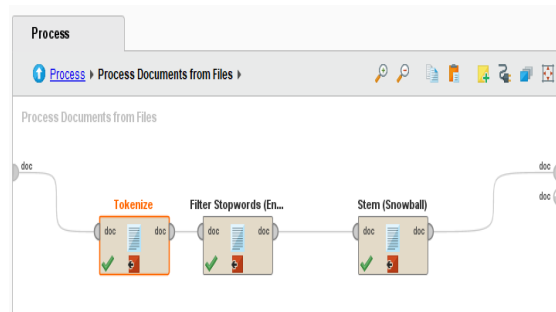 Process
Process Process Documents from Files
Process Documents from Files
doc doc
doc
Tokenize Filter Stopwords (En... Stem (Snowball)
doc doc doc doc doc doc